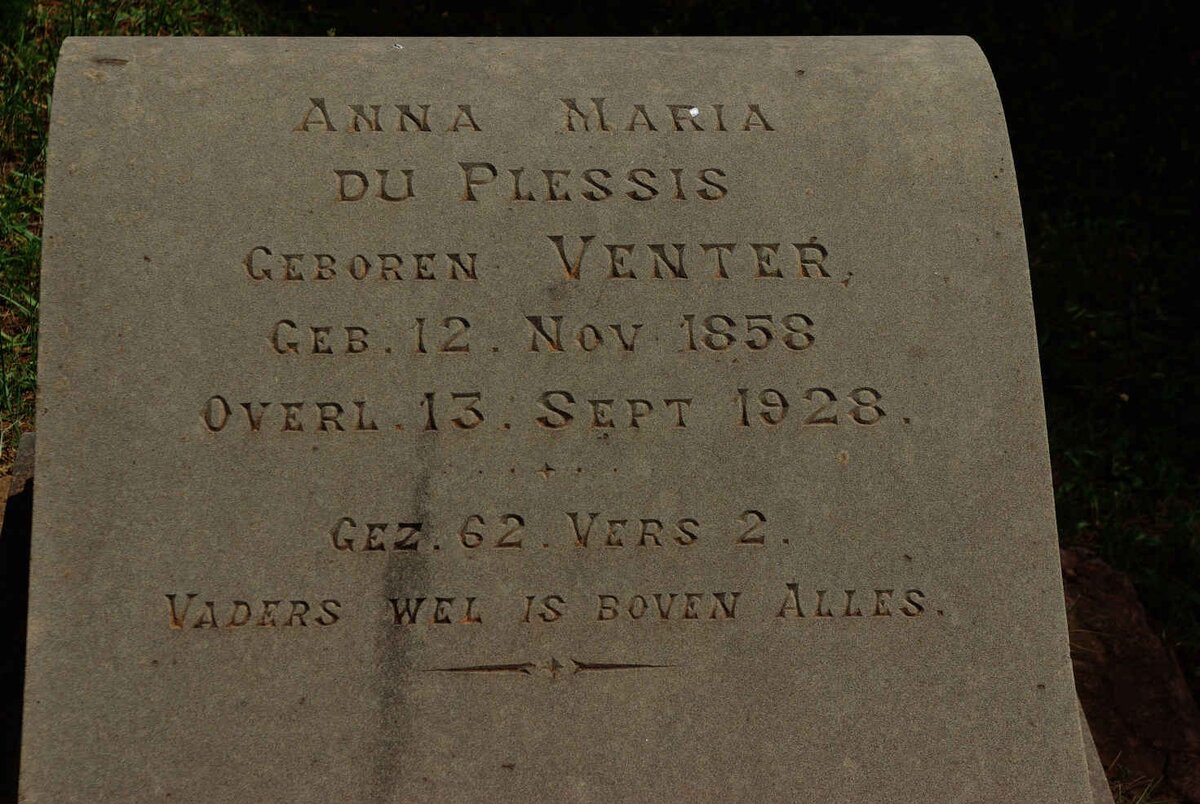 ANNA MARIA
DU PLESSIS
GEBOREN VENTER,
GEB. 12. NOV 1858
OVERL. 13. SEPT 1928.
GEZ. 62. VERS 2.
VADERS WEL IS BOVEN ALLES.